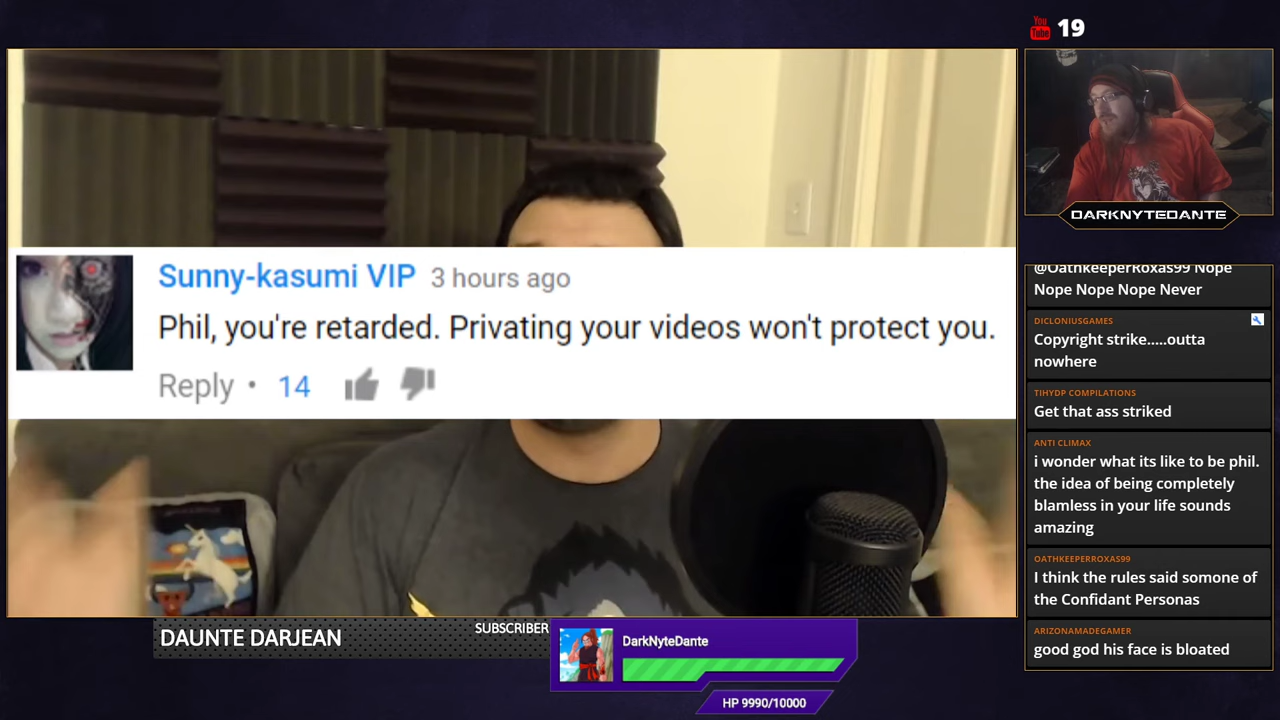 You
Tube
19
Sunny-kasumi VIP 3 hours ago
Phil, you're retarded. Privating your videos won't protect you.
Reply • 14
DARKNYTEDANTE
@OathkeeperRoxas99 Nope
Nope Nope Nope Never
DICLONIUSGAMES
Copyright strike.....outta
nowhere
TIHYDP COMPILATIONS
Get that ass striked
ANTI CLIMAX
i wonder what its like to be phil.
the idea of being completely
blamless in your life sounds
amazing
OATHKEEPERROXAS99
I think the rules said somone of
the Confidant Personas
ARIZONAMADEGAMER
good god his face is bloated
DAUNTE DARJEAN
SUBSCRIBER
DarkNyteDante
HP 9990/10000